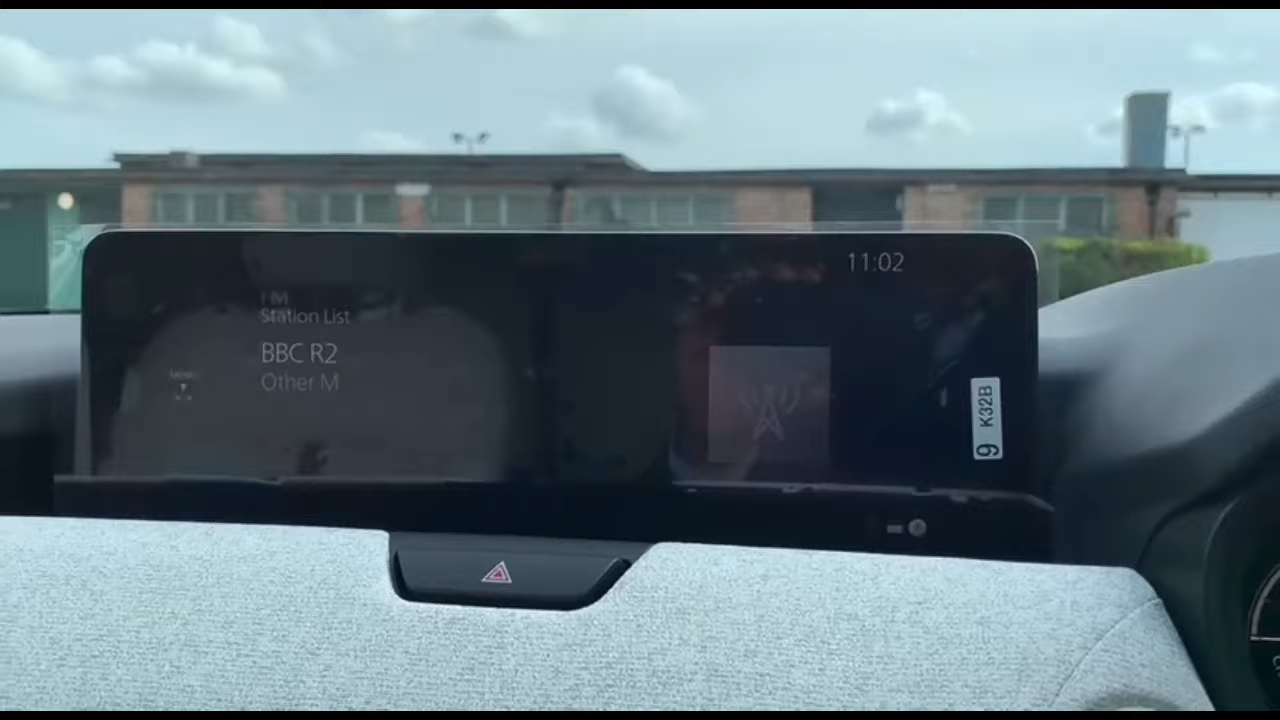 11:02
FM
Station List
BBC R2
Other M
9 K32B